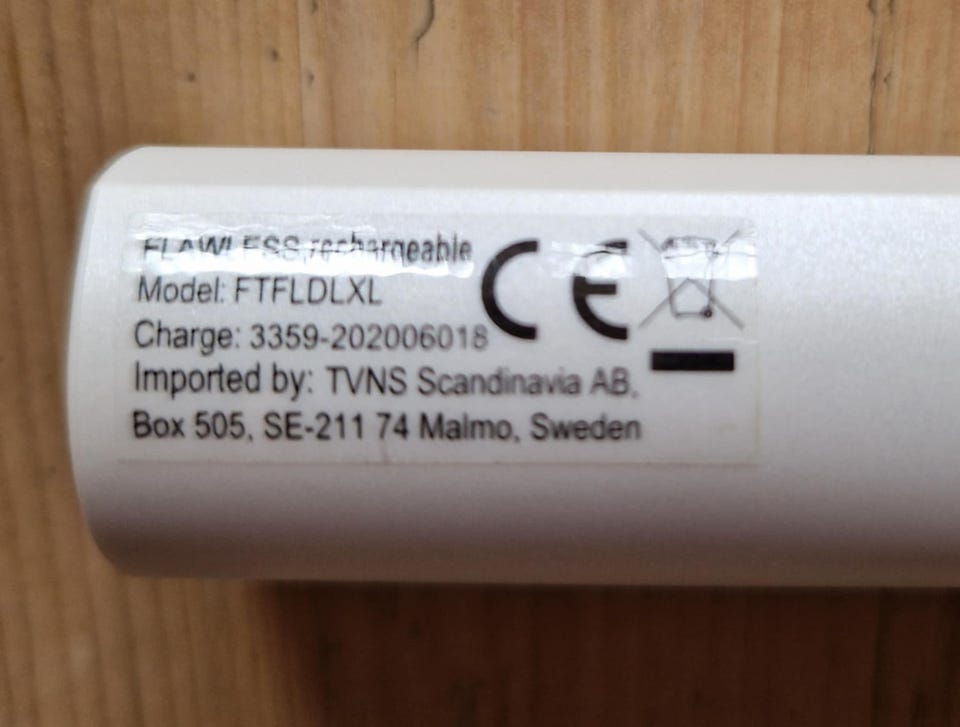 FLAWLESS rechargeable
Model: FTFLDLXL
Charge: 3359-202006018
Imported by: TVNS Scandinavia AB,
Box 505, SE-211 74 Malmo, Sweden
CE